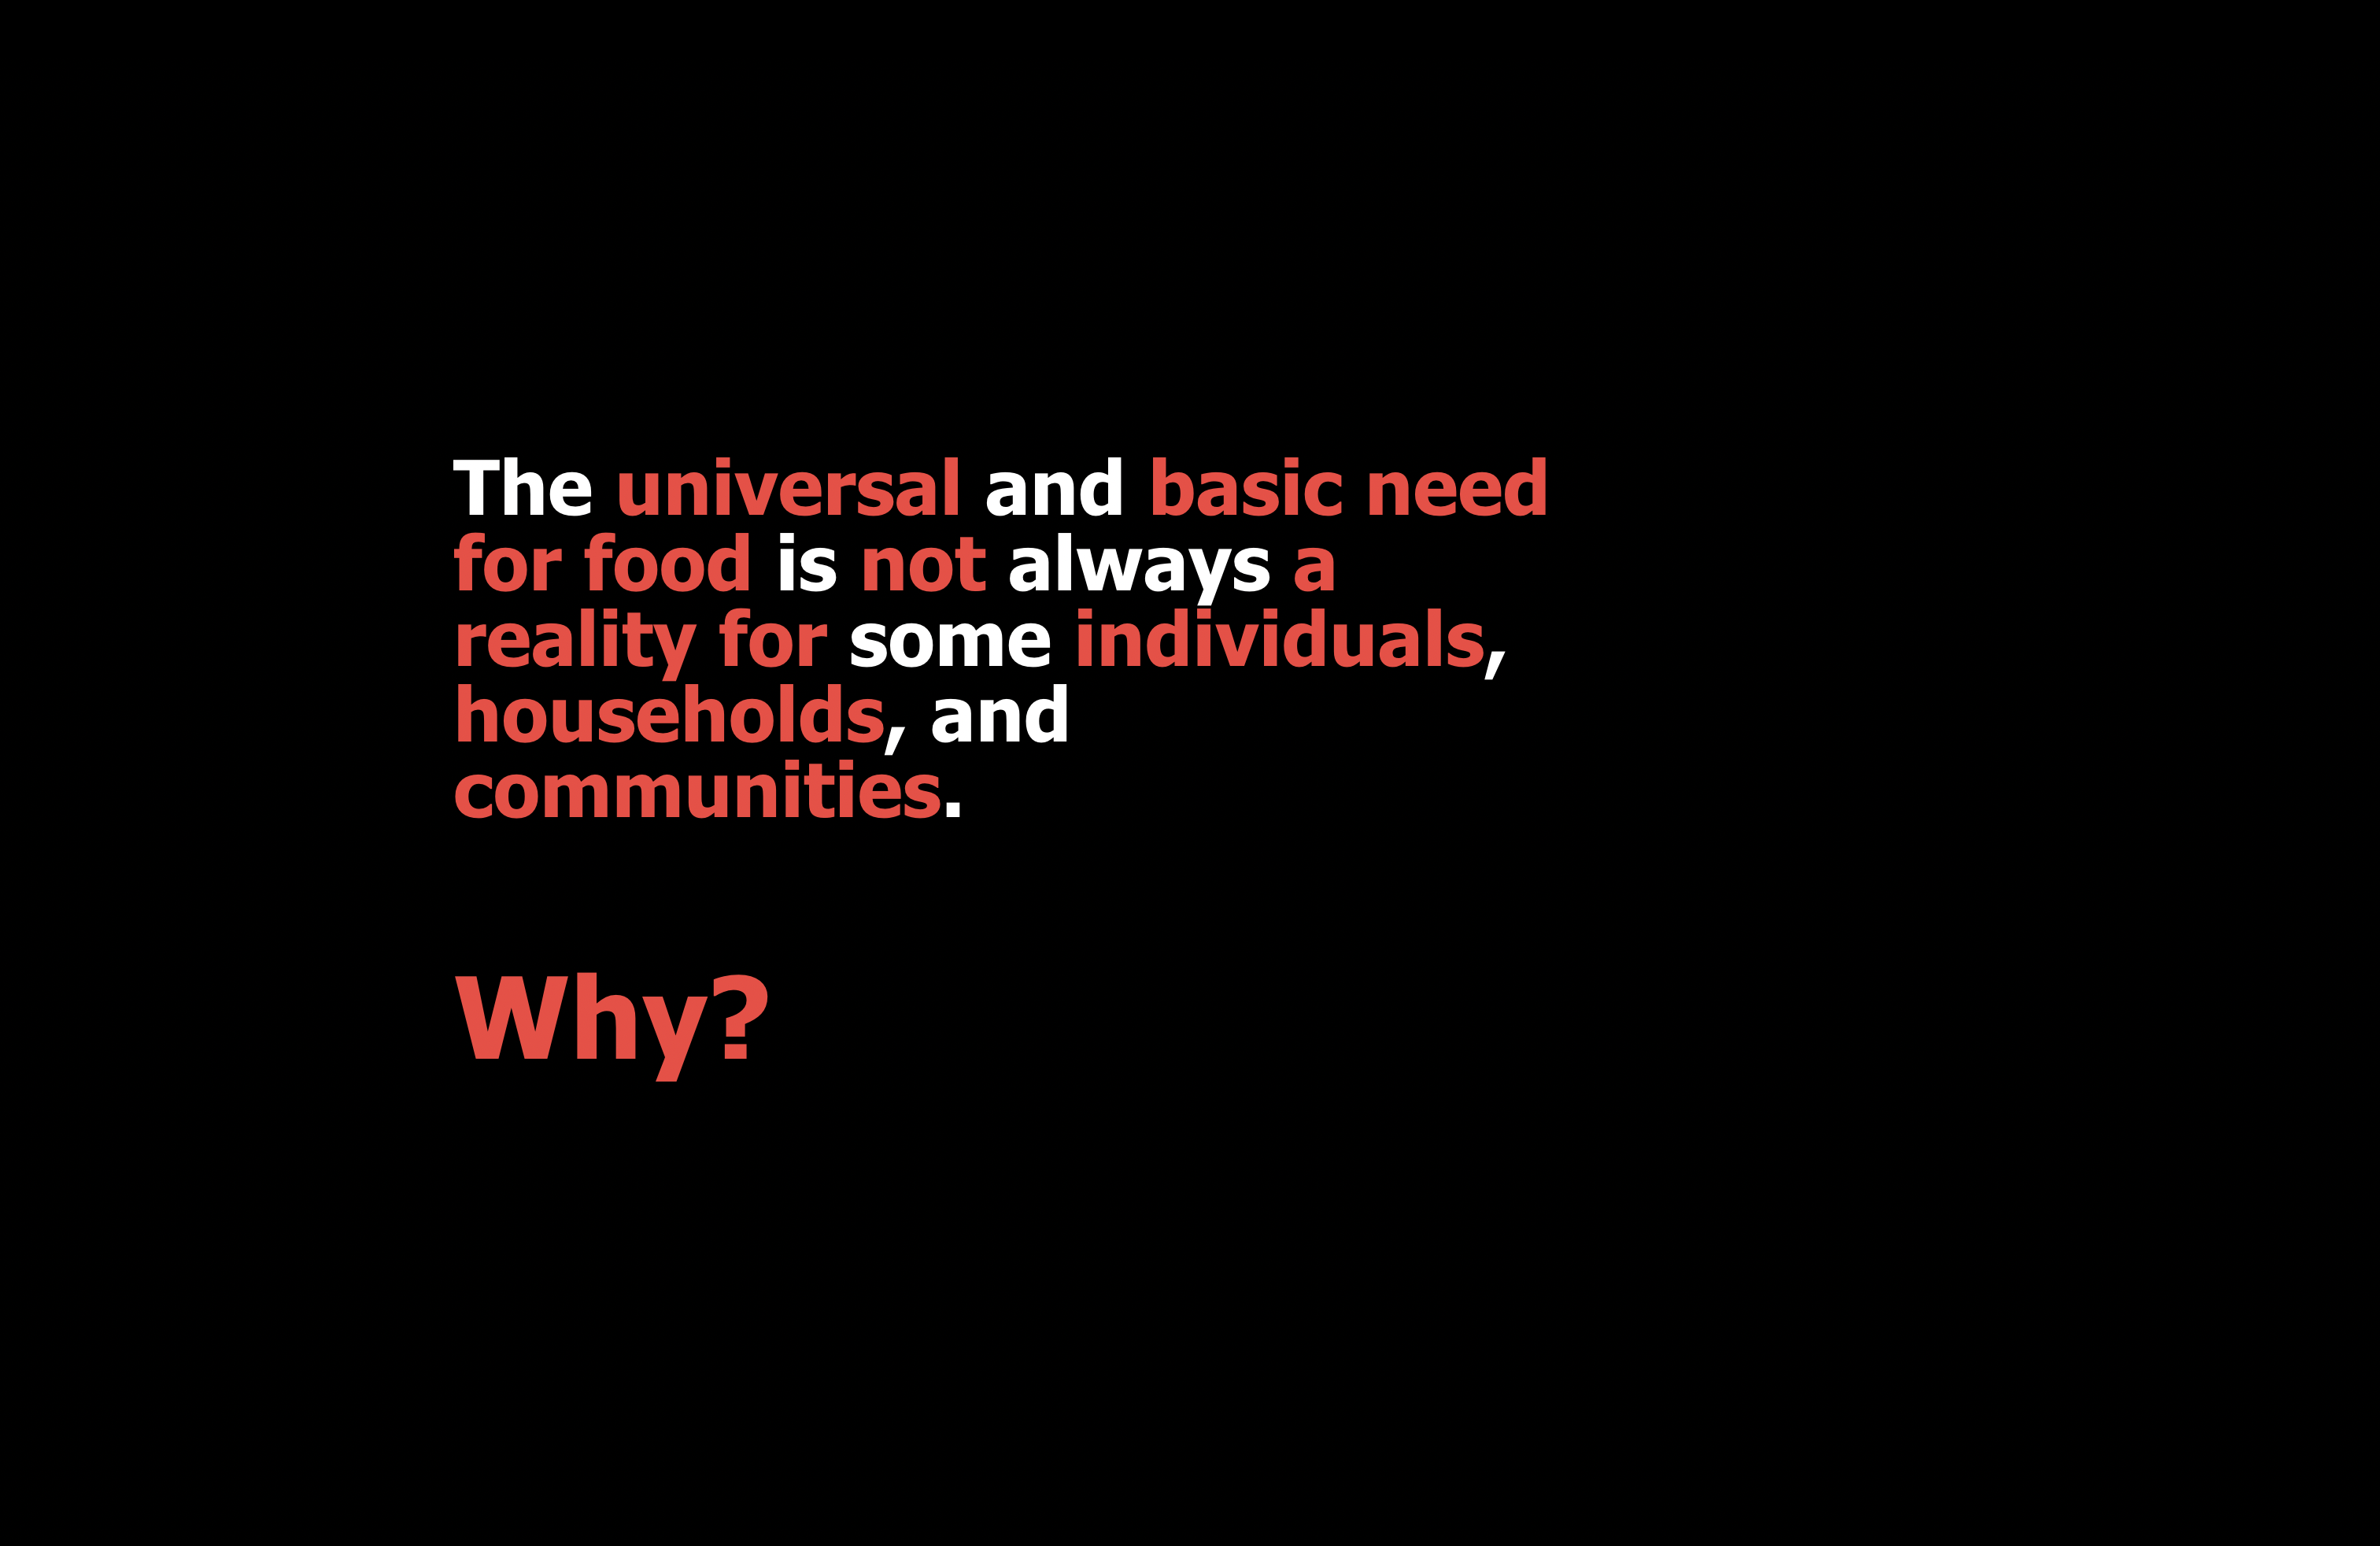 The universal and basic need
for food is not always a
reality for some individuals,
households, and
communities.
Why?